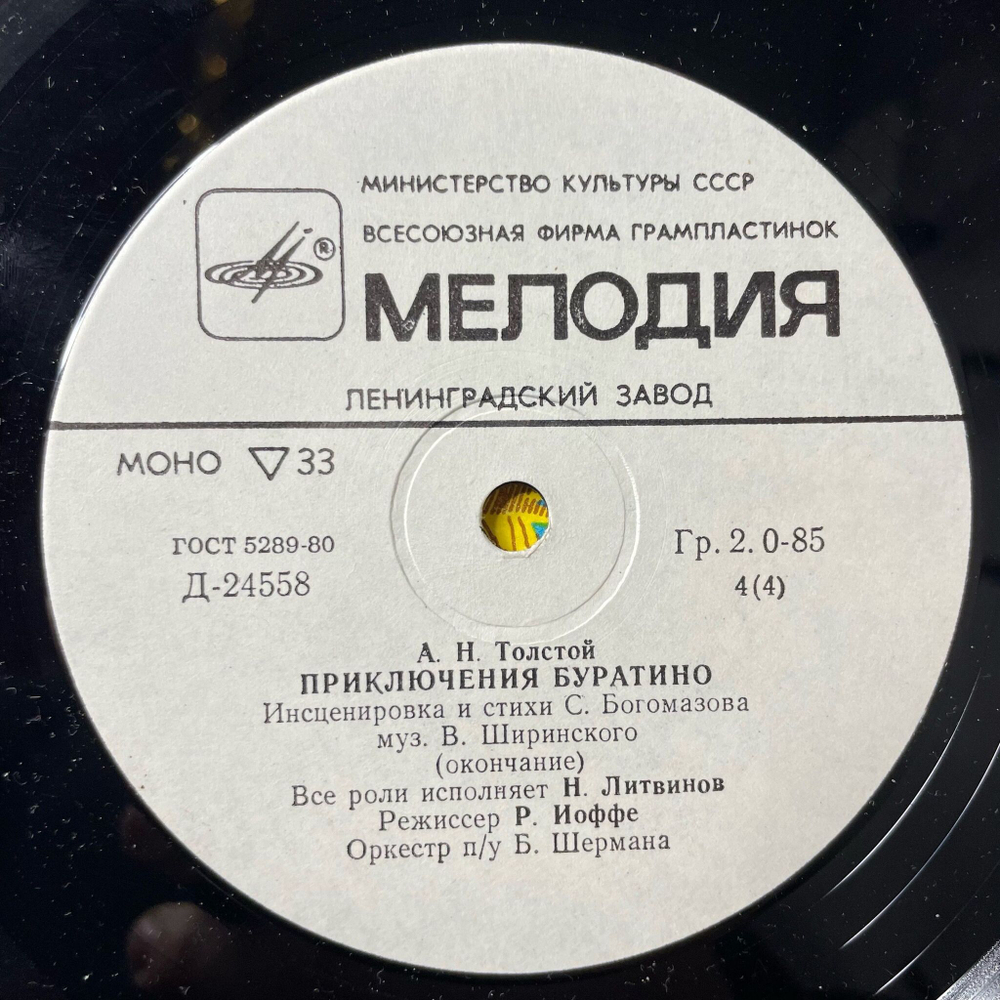 МИНИСТЕРСТВО КУЛЬТУРЫ СССР
ВСЕСОЮЗНАЯ ФИРМА ГРАМПЛАСТИНОК
®
МЕЛОДИЯ
ЛЕНИНГРАДСКИЙ ЗАВОД
МОНО ▽ 33
ГОСТ 5289-80
Д-24558
Гр. 2. 0-85
4(4)
А. Н. Толстой
ПРИКЛЮЧЕНИЯ БУРАТИНО
Инсценировка и стихи С. Богомазова
муз. В. Ширинского
(окончание)
Все роли исполняет Н. Литвинов
Режиссер Р. Иоффе
Оркестр п/у Б. Шермана